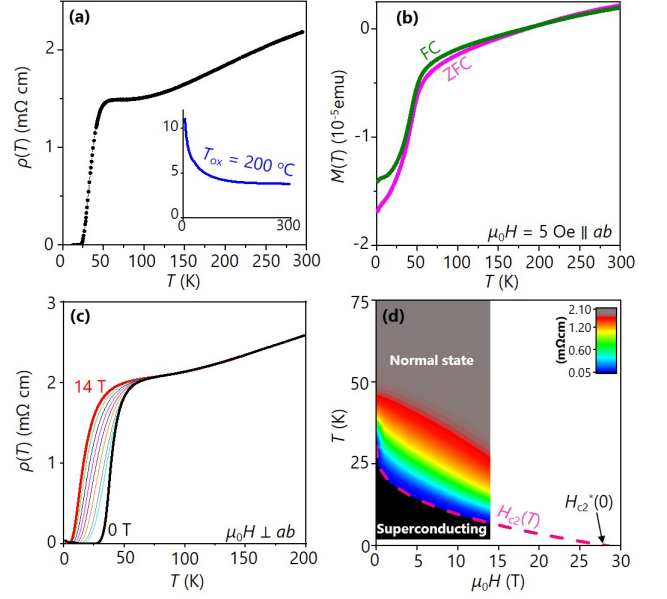 (a)
ρ(T) (mΩ cm)
2
1
0
10
5
0
T_ox = 200 °C
0
300
0
50
100
150
200
250
300
T (K)
(b)
M(T) (10⁻⁵emu)
0
-1
-2
FC
ZFC
μ₀H = 5 Oe ∥ ab
0
50
100
150
200
250
300
T (K)
(c)
ρ(T) (mΩ cm)
3
2
1
0
14 T
0 T
μ₀H ⊥ ab
0
50
100
150
200
T (K)
(d)
T (K)
75
50
25
0
(mΩcm)
2.10
1.20
0.60
0.05
Normal state
Superconducting
H_c2(T)
H_c2*(0)
0
5
10
15
20
25
30
μ₀H (T)